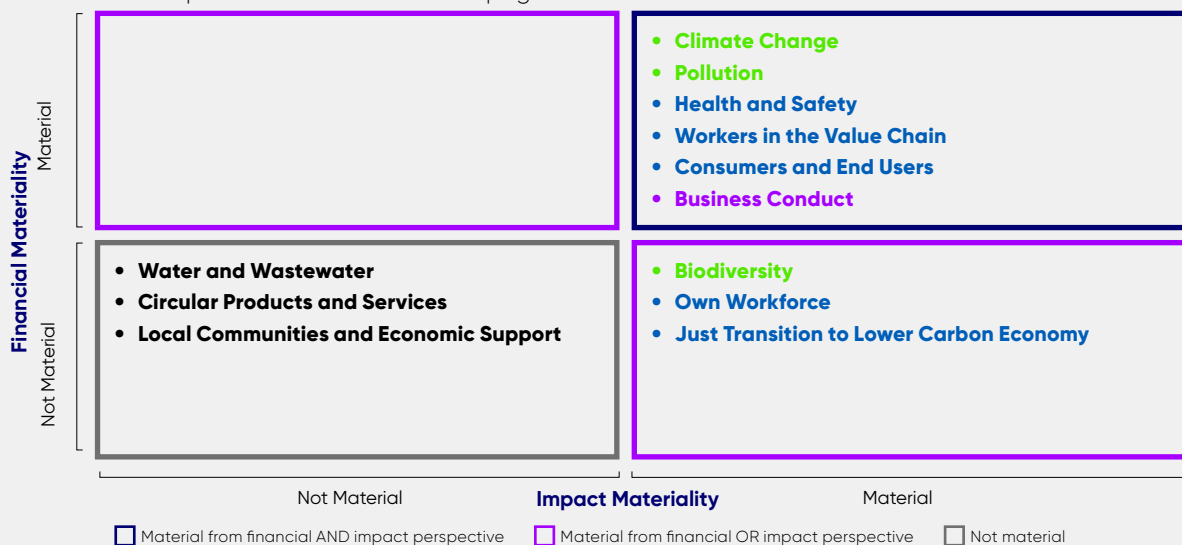 • Climate Change
• Pollution
• Health and Safety
• Workers in the Value Chain
• Consumers and End Users
• Business Conduct
Financial Materiality
Material
Not Material
• Water and Wastewater
• Circular Products and Services
• Local Communities and Economic Support
• Biodiversity
• Own Workforce
• Just Transition to Lower Carbon Economy
Not Material
Impact Materiality
Material
Material from financial AND impact perspective
Material from financial OR impact perspective
Not material